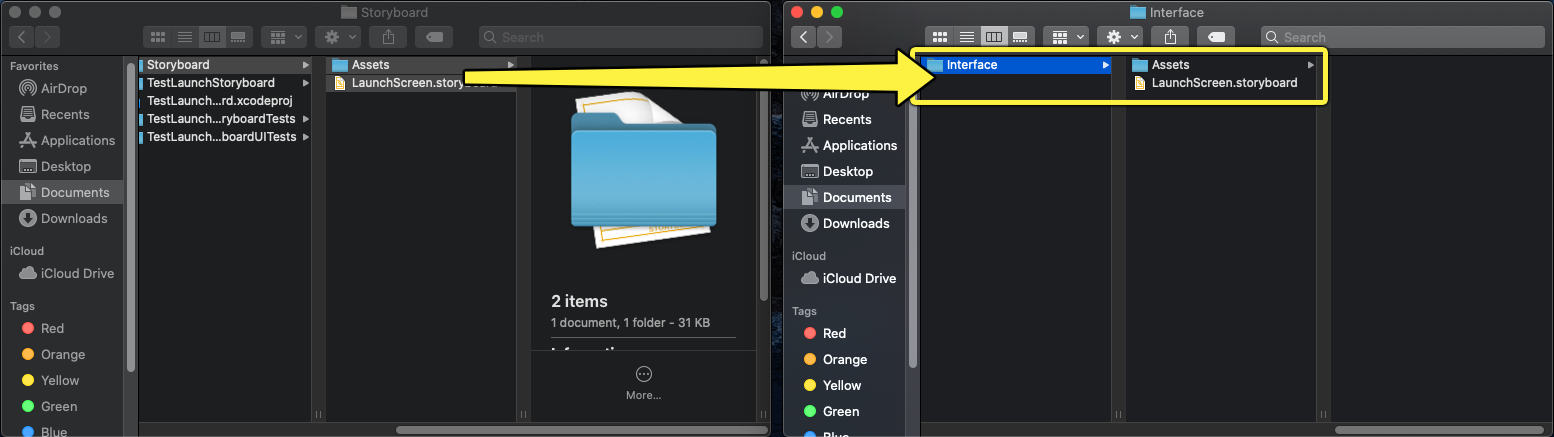 Storyboard
Search
Favorites
AirDrop
Recents
Applications
Desktop
Documents
Downloads
iCloud
iCloud Drive
Tags
Red
Orange
Yellow
Green
Blue
Storyboard
TestLaunchStoryboard
TestLaunch...rd.xcodeproj
TestLaunch...ryboardTests
TestLaunch...boardUITests
Assets
LaunchScreen.storyboard
2 items
1 document, 1 folder - 31 KB
Information
More...
Interface
Search
AirDrop
Recents
Applications
Desktop
Documents
Downloads
iCloud
iCloud Drive
Tags
Red
Orange
Yellow
Green
Blue
Interface
Assets
LaunchScreen.storyboard